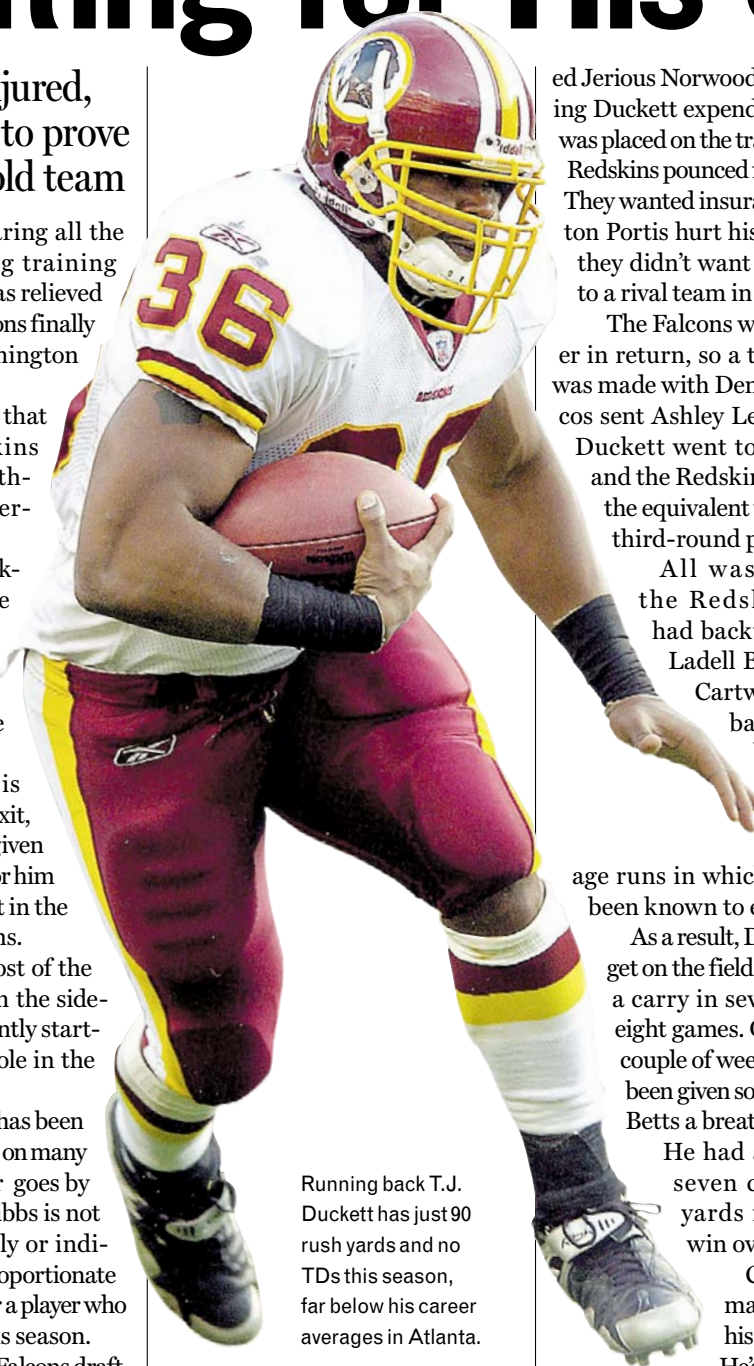 ting for His
jured,
to prove
old team
aring all the
g training
as relieved
ons finally
hington
that
kins
th-
er-
k-
e
e
is
xit,
given
or him
t in the
ns.
ost of the
n the side-
ntly start-
ole in the
has been
on many
r goes by
ibbs is not
ly or indi-
oportionate
r a player who
s season.
Falcons draft
36
Riddell
Riddell
REDSKINS
36
Wilson
Running back T.J.
Duckett has just 90
rush yards and no
TDs this season,
far below his career
averages in Atlanta.
ed Jerious Norwood
ing Duckett expend
was placed on the tra
Redskins pounced
They wanted insura
ton Portis hurt his
they didn't want
to a rival team in
The Falcons w
er in return, so a t
was made with Den
cos sent Ashley Le
Duckett went to
and the Redskin
the equivalent
third-round p
All was
the Redsk
had back
Ladell B
Cartw
ba
age runs in which
been known to e
As a result, D
get on the field
a carry in sev
eight games. O
couple of wee
been given so
Betts a breat
He had
seven c
yards
win ov
C
ma
his
He'